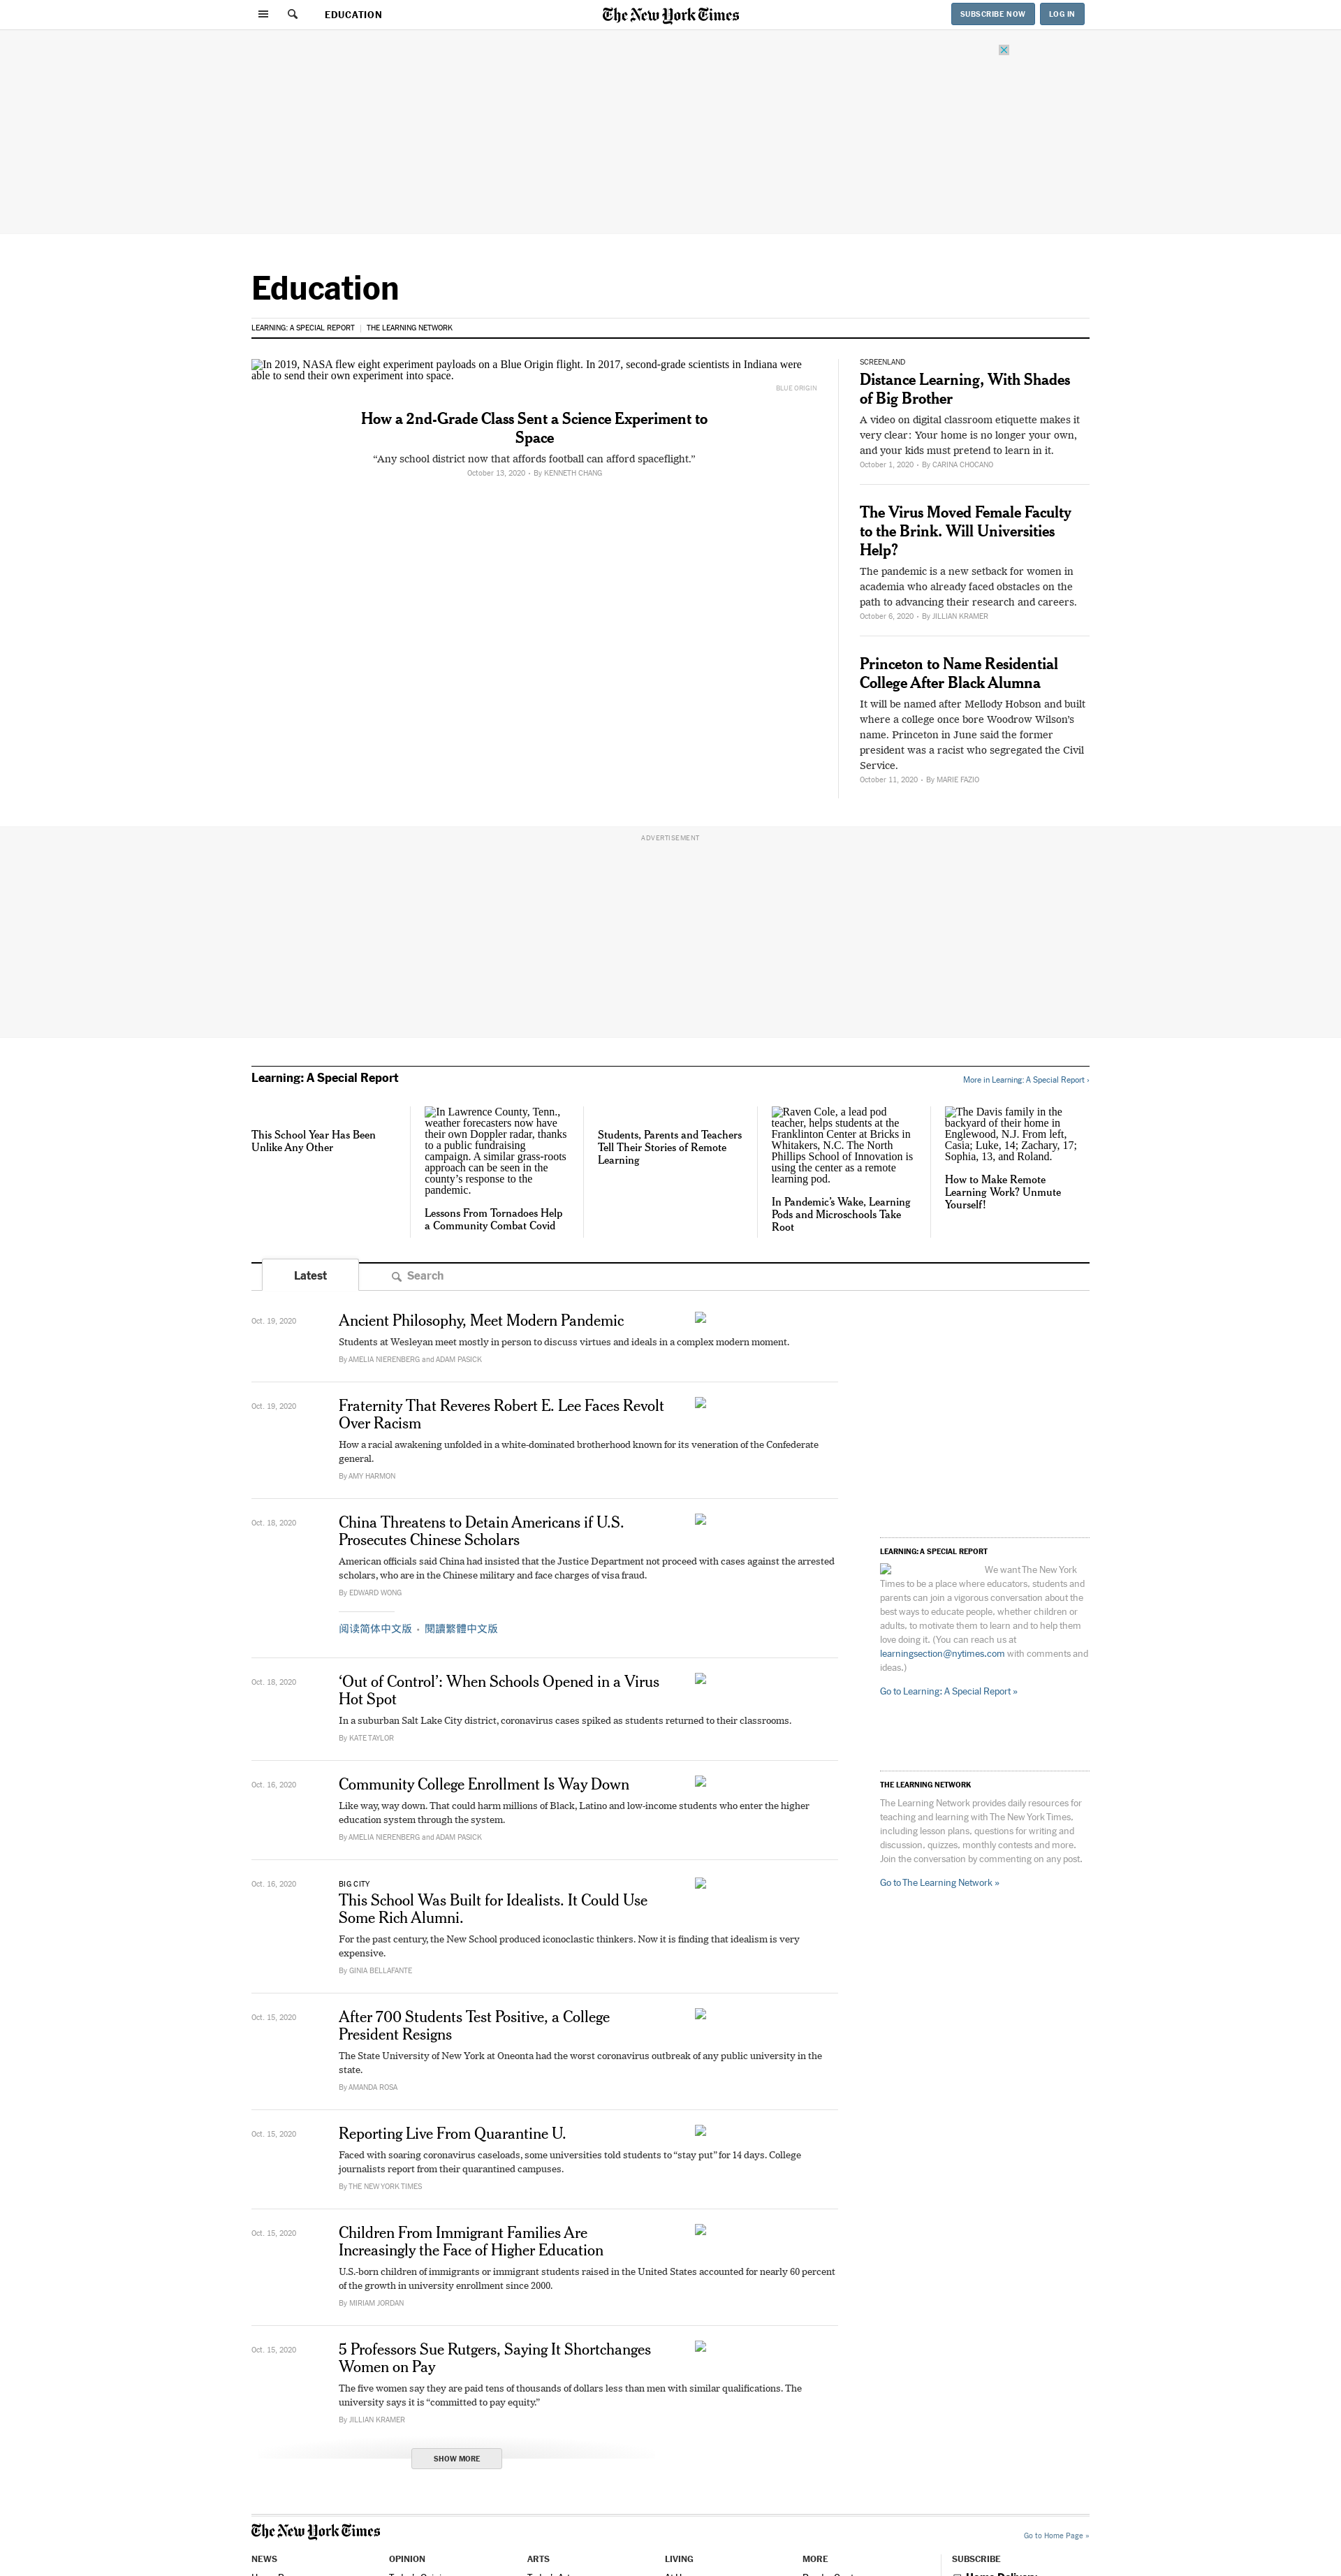 EDUCATION
The New York Times
SUBSCRIBE NOW
LOG IN
Education
LEARNING: A SPECIAL REPORT | THE LEARNING NETWORK
In 2019, NASA flew eight experiment payloads on a Blue Origin flight. In 2017, second-grade scientists in Indiana were
able to send their own experiment into space.
BLUE ORIGIN
How a 2nd-Grade Class Sent a Science Experiment to
Space
“Any school district now that affords football can afford spaceflight.”
October 13, 2020 • By KENNETH CHANG
SCREENLAND
Distance Learning, With Shades
of Big Brother
A video on digital classroom etiquette makes it
very clear: Your home is no longer your own,
and your kids must pretend to learn in it.
October 1, 2020 • By CARINA CHOCANO
The Virus Moved Female Faculty
to the Brink. Will Universities
Help?
The pandemic is a new setback for women in
academia who already faced obstacles on the
path to advancing their research and careers.
October 6, 2020 • By JILLIAN KRAMER
Princeton to Name Residential
College After Black Alumna
It will be named after Mellody Hobson and built
where a college once bore Woodrow Wilson’s
name. Princeton in June said the former
president was a racist who segregated the Civil
Service.
October 11, 2020 • By MARIE FAZIO
ADVERTISEMENT
Learning: A Special Report
More in Learning: A Special Report ›
This School Year Has Been
Unlike Any Other
In Lawrence County, Tenn.,
weather forecasters now have
their own Doppler radar, thanks
to a public fundraising
campaign. A similar grass-roots
approach can be seen in the
county’s response to the
pandemic.
Lessons From Tornadoes Help
a Community Combat Covid
Students, Parents and Teachers
Tell Their Stories of Remote
Learning
Raven Cole, a lead pod
teacher, helps students at the
Franklinton Center at Bricks in
Whitakers, N.C. The North
Phillips School of Innovation is
using the center as a remote
learning pod.
In Pandemic’s Wake, Learning
Pods and Microschools Take
Root
The Davis family in the
backyard of their home in
Englewood, N.J. From left,
Casia; Luke, 14; Zachary, 17;
Sophia, 13, and Roland.
How to Make Remote
Learning Work? Unmute
Yourself!
Latest
Search
Oct. 19, 2020
Ancient Philosophy, Meet Modern Pandemic
Students at Wesleyan meet mostly in person to discuss virtues and ideals in a complex modern moment.
By AMELIA NIERENBERG and ADAM PASICK
Oct. 19, 2020
Fraternity That Reveres Robert E. Lee Faces Revolt
Over Racism
How a racial awakening unfolded in a white-dominated brotherhood known for its veneration of the Confederate
general.
By AMY HARMON
Oct. 18, 2020
China Threatens to Detain Americans if U.S.
Prosecutes Chinese Scholars
American officials said China had insisted that the Justice Department not proceed with cases against the arrested
scholars, who are in the Chinese military and face charges of visa fraud.
By EDWARD WONG
阅读简体中文版 • 閱讀繁體中文版
Oct. 18, 2020
‘Out of Control’: When Schools Opened in a Virus
Hot Spot
In a suburban Salt Lake City district, coronavirus cases spiked as students returned to their classrooms.
By KATE TAYLOR
Oct. 16, 2020
Community College Enrollment Is Way Down
Like way, way down. That could harm millions of Black, Latino and low-income students who enter the higher
education system through the system.
By AMELIA NIERENBERG and ADAM PASICK
Oct. 16, 2020
BIG CITY
This School Was Built for Idealists. It Could Use
Some Rich Alumni.
For the past century, the New School produced iconoclastic thinkers. Now it is finding that idealism is very
expensive.
By GINIA BELLAFANTE
Oct. 15, 2020
After 700 Students Test Positive, a College
President Resigns
The State University of New York at Oneonta had the worst coronavirus outbreak of any public university in the
state.
By AMANDA ROSA
Oct. 15, 2020
Reporting Live From Quarantine U.
Faced with soaring coronavirus caseloads, some universities told students to “stay put” for 14 days. College
journalists report from their quarantined campuses.
By THE NEW YORK TIMES
Oct. 15, 2020
Children From Immigrant Families Are
Increasingly the Face of Higher Education
U.S.-born children of immigrants or immigrant students raised in the United States accounted for nearly 60 percent
of the growth in university enrollment since 2000.
By MIRIAM JORDAN
Oct. 15, 2020
5 Professors Sue Rutgers, Saying It Shortchanges
Women on Pay
The five women say they are paid tens of thousands of dollars less than men with similar qualifications. The
university says it is “committed to pay equity.”
By JILLIAN KRAMER
SHOW MORE
LEARNING: A SPECIAL REPORT
We want The New York
Times to be a place where educators, students and
parents can join a vigorous conversation about the
best ways to educate people, whether children or
adults, to motivate them to learn and to help them
love doing it. (You can reach us at
learningsection@nytimes.com with comments and
ideas.)
Go to Learning: A Special Report »
THE LEARNING NETWORK
The Learning Network provides daily resources for
teaching and learning with The New York Times,
including lesson plans, questions for writing and
discussion, quizzes, monthly contests and more.
Join the conversation by commenting on any post.
Go to The Learning Network »
The New York Times
Go to Home Page »
NEWS
OPINION
ARTS
LIVING
MORE
SUBSCRIBE